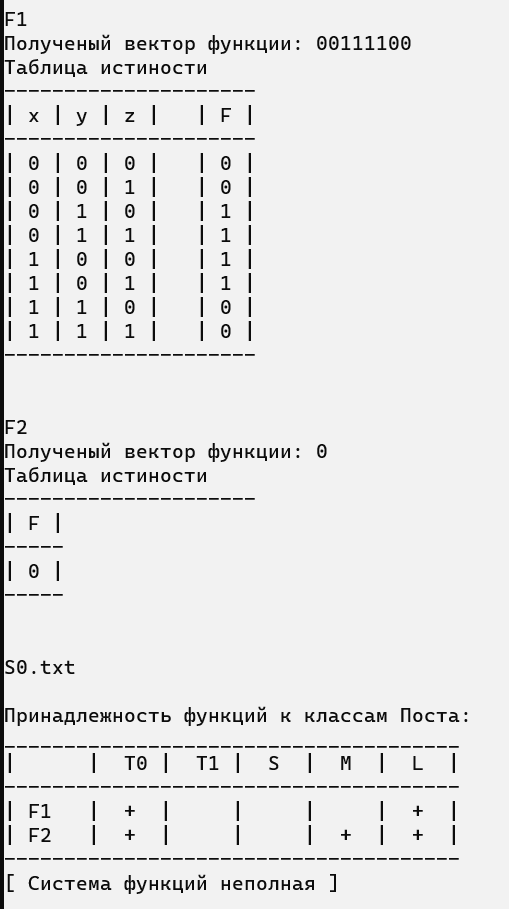 F1
Полученый вектор функции: 00111100
Таблица истиности
---------------------
| x | y | z |   | F |
---------------------
| 0 | 0 | 0 |   | 0 |
| 0 | 0 | 1 |   | 0 |
| 0 | 1 | 0 |   | 1 |
| 0 | 1 | 1 |   | 1 |
| 1 | 0 | 0 |   | 1 |
| 1 | 0 | 1 |   | 1 |
| 1 | 1 | 0 |   | 0 |
| 1 | 1 | 1 |   | 0 |
---------------------
F2
Полученый вектор функции: 0
Таблица истиности
---------------------
| F |
-----
| 0 |
-----
S0.txt
Принадлежность функций к классам Поста:
______________________________________
|      |  T0 |  T1 |  S  |  M  |  L  |
--------------------------------------
| F1   |  +  |     |     |     |  +  |
| F2   |  +  |     |     |  +  |  +  |
--------------------------------------
[ Система функций неполная ]